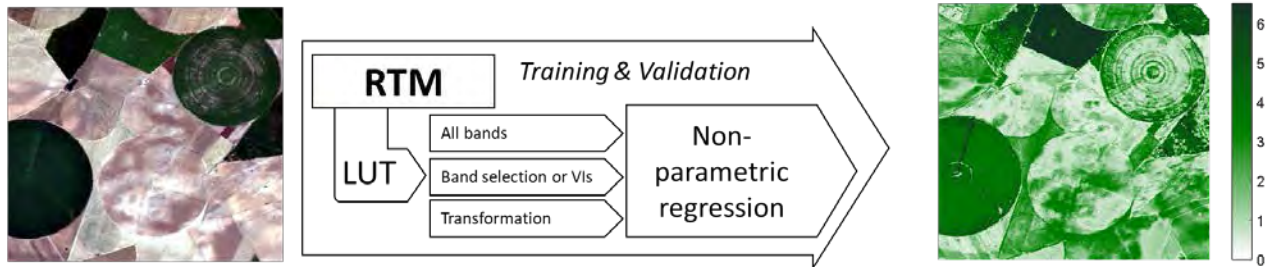 Training & Validation
RTM
LUT
All bands
Band selection or VIs
Transformation
Non-
parametric
regression
6
5
4
3
2
1
0